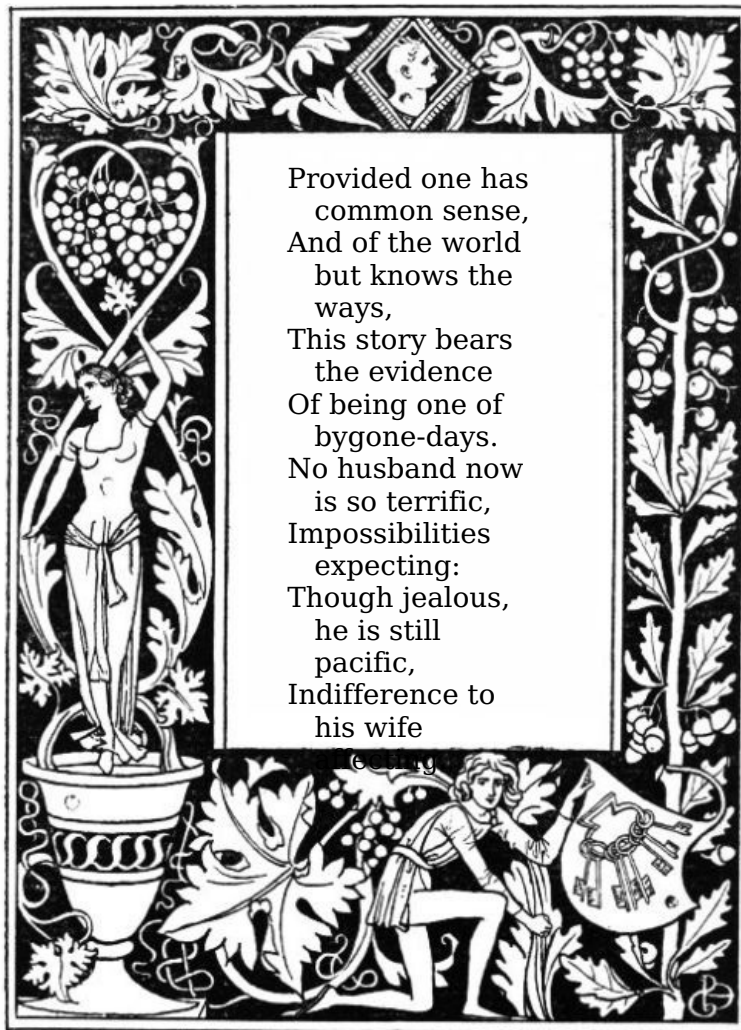 Provided one has
common sense,
And of the world
but knows the
ways,
This story bears
the evidence
Of being one of
bygone-days.
No husband now
is so terrific,
Impossibilities
expecting:
Though jealous,
he is still
pacific,
Indifference to
his wife
affecting